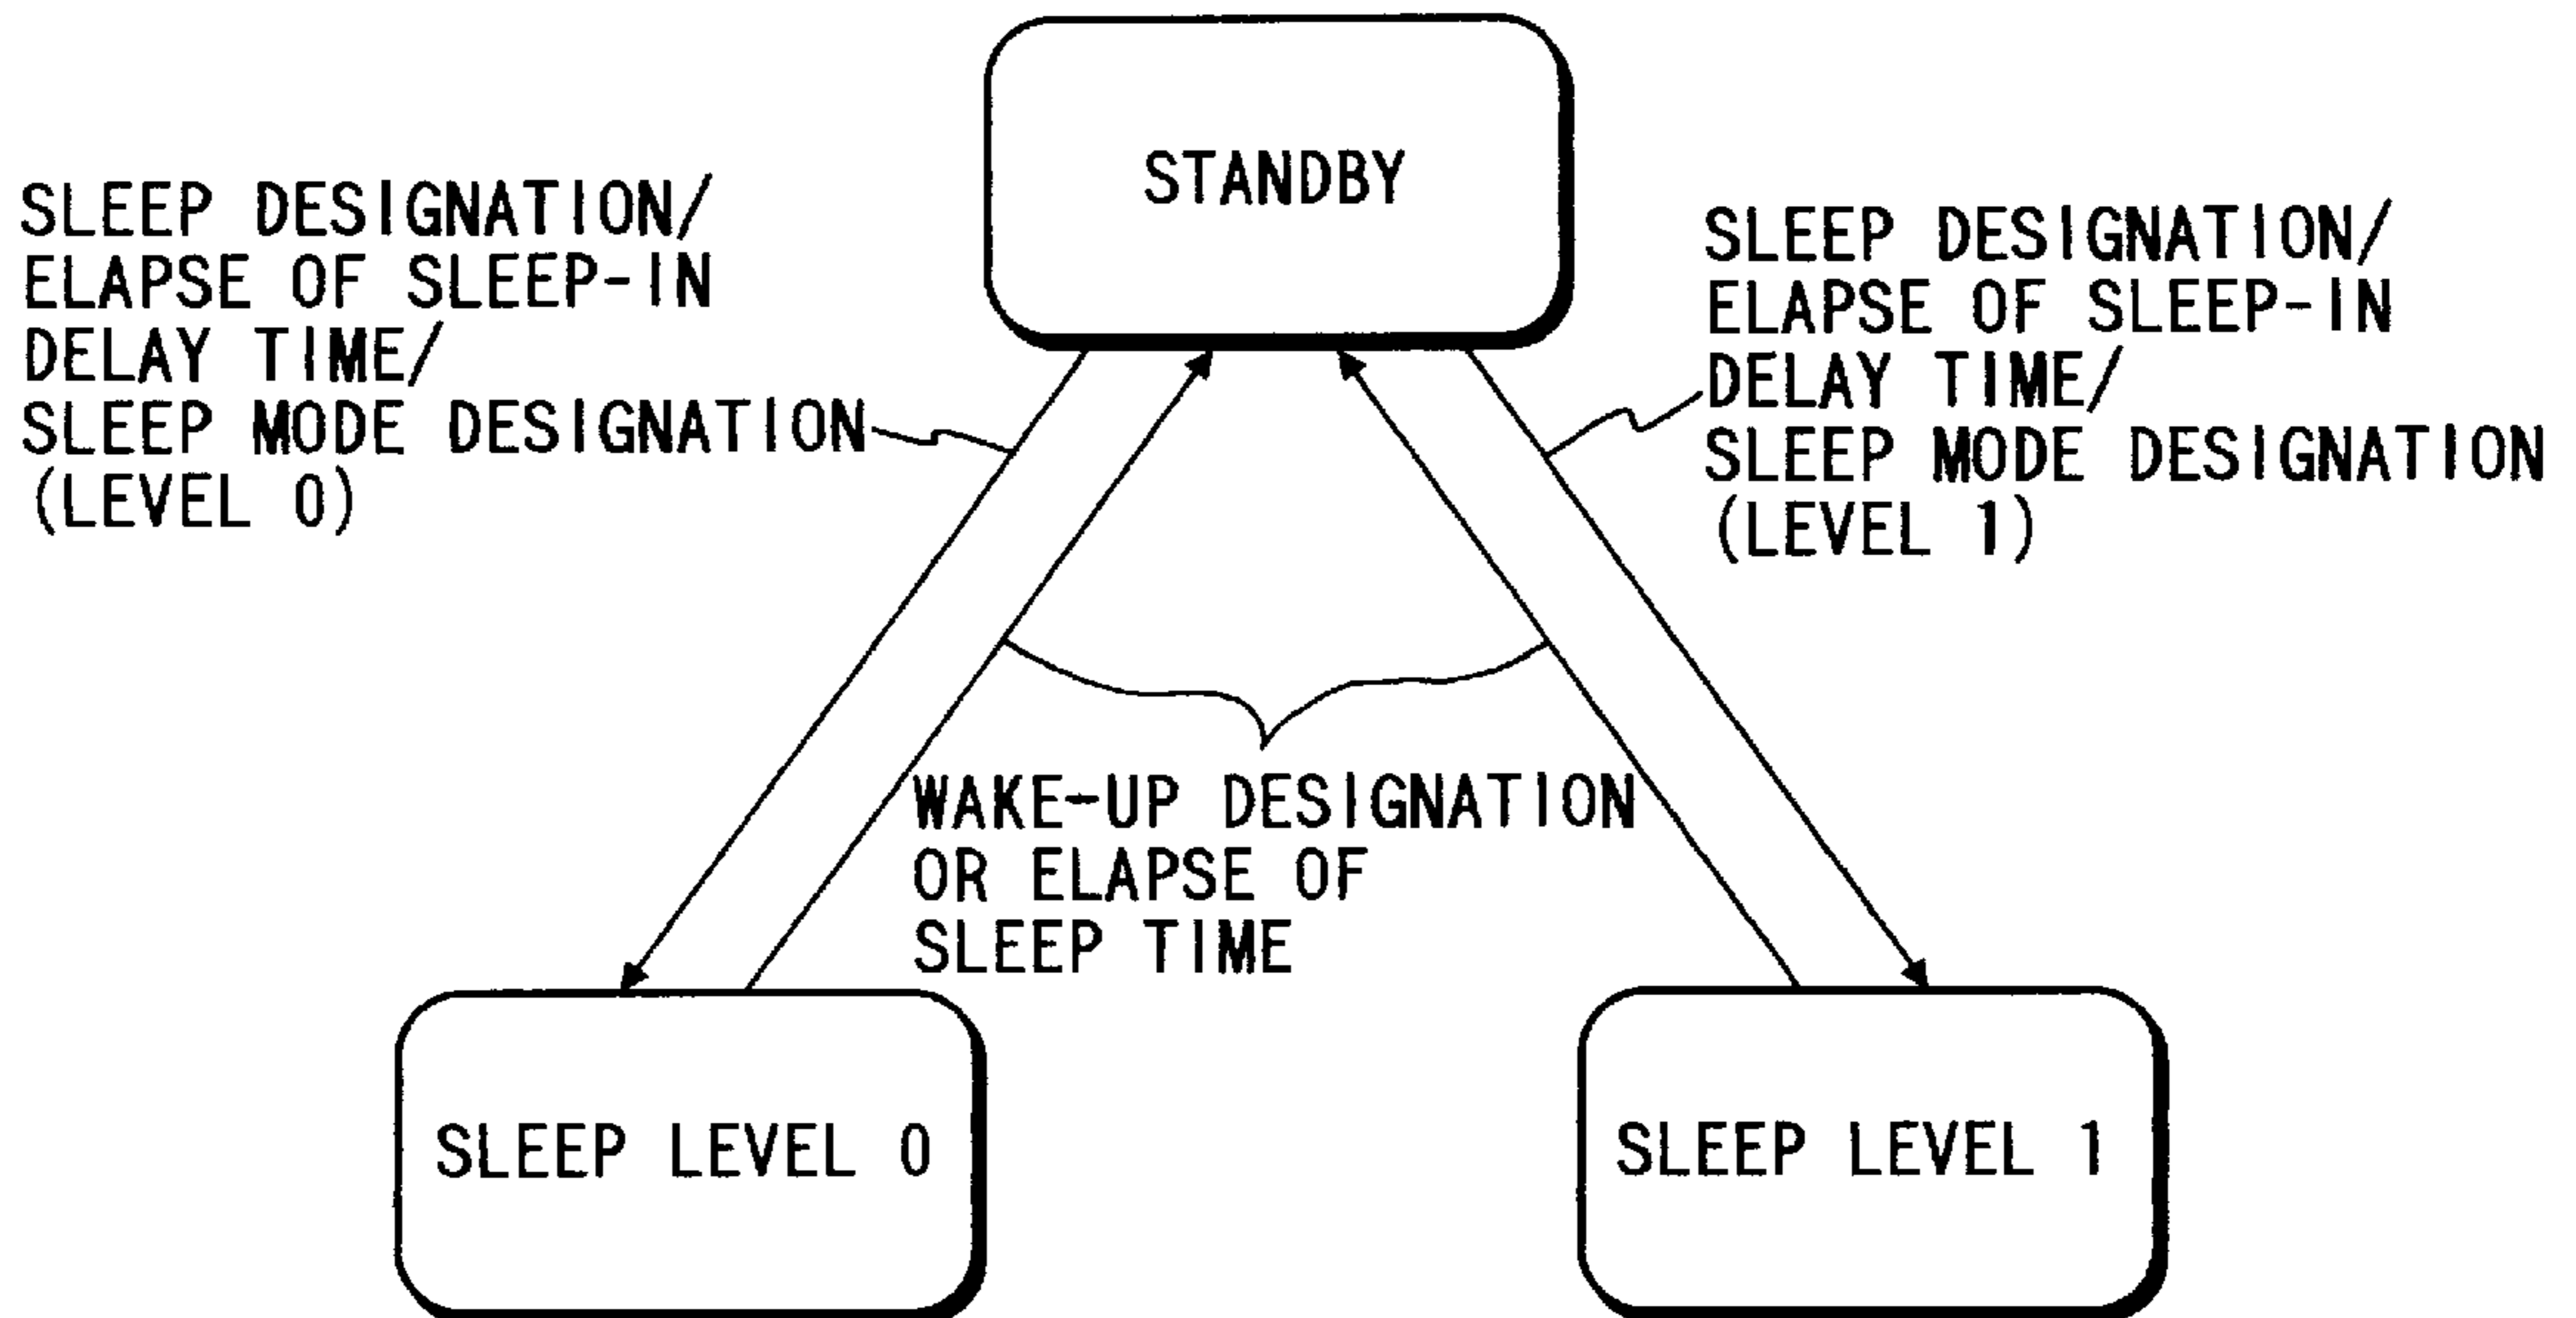 STANDBY
SLEEP DESIGNATION/
ELAPSE OF SLEEP-IN
DELAY TIME/
SLEEP MODE DESIGNATION
(LEVEL 0)
SLEEP DESIGNATION/
ELAPSE OF SLEEP-IN
DELAY TIME/
SLEEP MODE DESIGNATION
(LEVEL 1)
WAKE-UP DESIGNATION
OR ELAPSE OF
SLEEP TIME
SLEEP LEVEL 0
SLEEP LEVEL 1